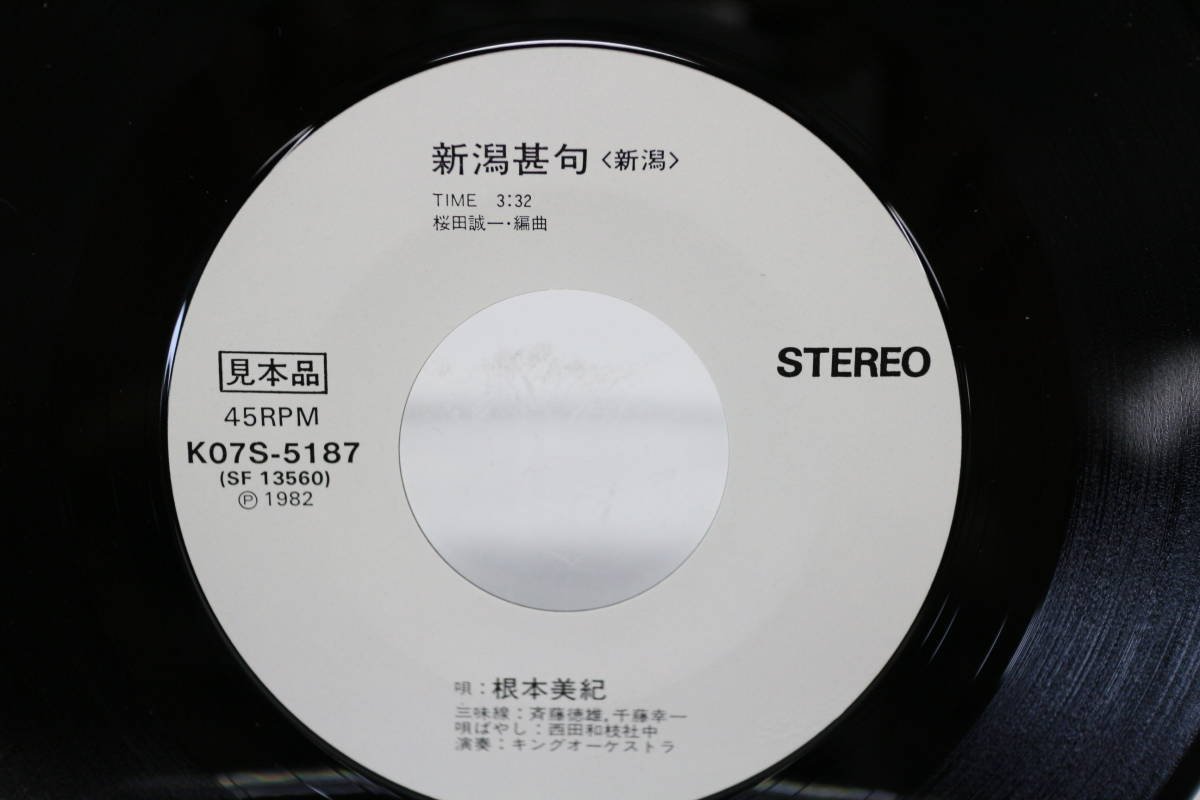 新潟甚句〈新潟〉
TIME 3:32
桜田誠一・編曲
見本品
45RPM
K07S-5187
(SF 13560)
Ⓟ 1982
STEREO
唄：根本美紀
三味線：斉藤徳雄，千藤幸一
唄ばやし：西田和枝社中
演奏：キングオーケストラ